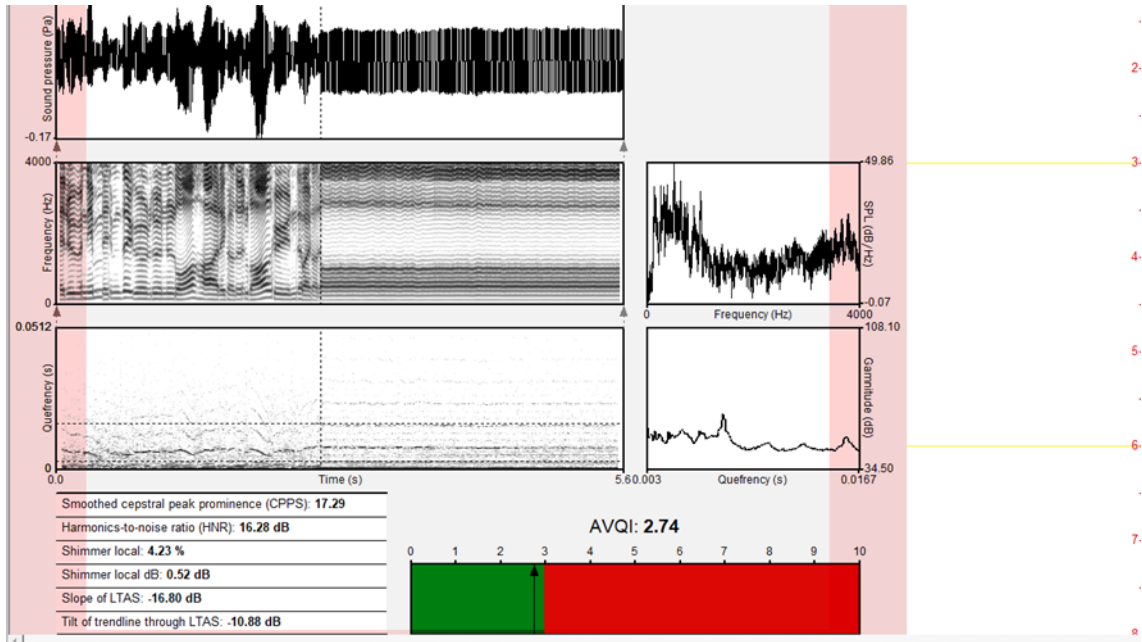 Sound pressure (Pa)
-0.17
2-
4000
Frequency (Hz)
0
49.86
SPL (dB/Hz)
-0.07
0
Frequency (Hz)
4000
3-
4-
0.0512
Quefrency (s)
0
0.0
Time (s)
5.6
108.10
Gamnitude (dB)
34.50
0.003
Quefrency (s)
0.0167
5-
6-
Smoothed cepstral peak prominence (CPPS): 17.29
Harmonics-to-noise ratio (HNR): 16.28 dB
Shimmer local: 4.23 %
Shimmer local dB: 0.52 dB
Slope of LTAS: -16.80 dB
Tilt of trendline through LTAS: -10.88 dB
AVQI: 2.74
0 1 2 3 4 5 6 7 8 9 10
7-
8-